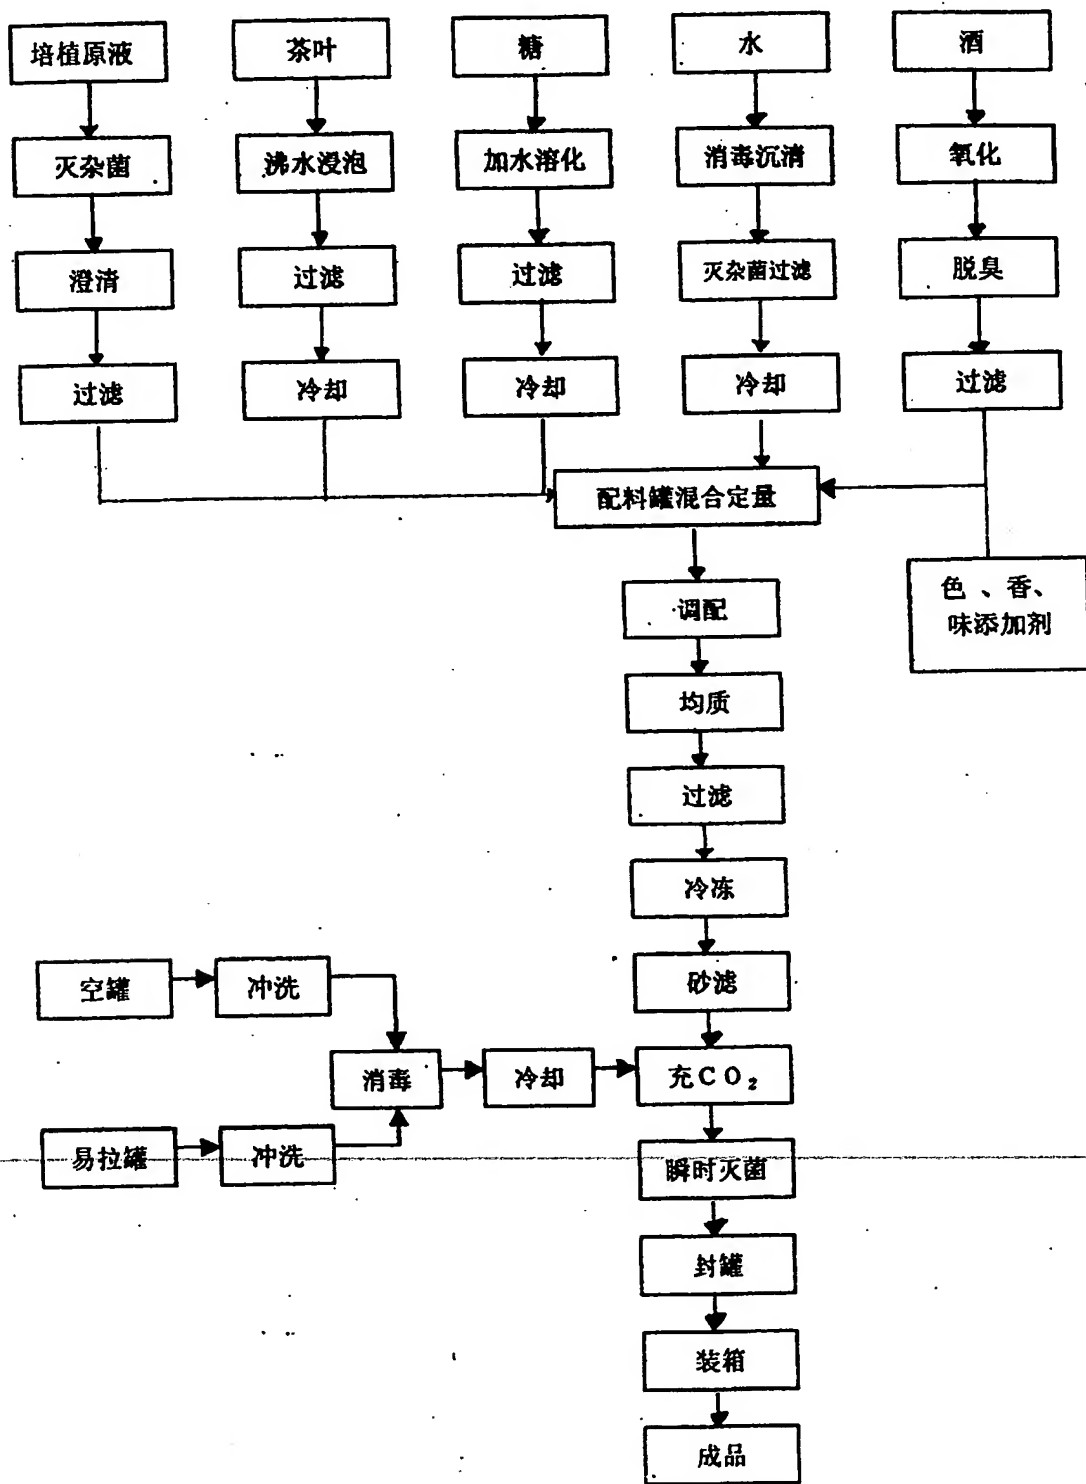 培植原液
茶叶
糖
水
酒
灭杂菌
沸水浸泡
加水溶化
消毒沉清
氧化
澄清
过滤
过滤
灭杂菌过滤
脱臭
过滤
冷却
冷却
冷却
过滤
配料罐混合定量
色 、香、
味添加剂
调配
均质
过滤
冷冻
砂滤
空罐
冲洗
消毒
冷却
充CO₂
易拉罐
冲洗
瞬时灭菌
封罐
装箱
成品